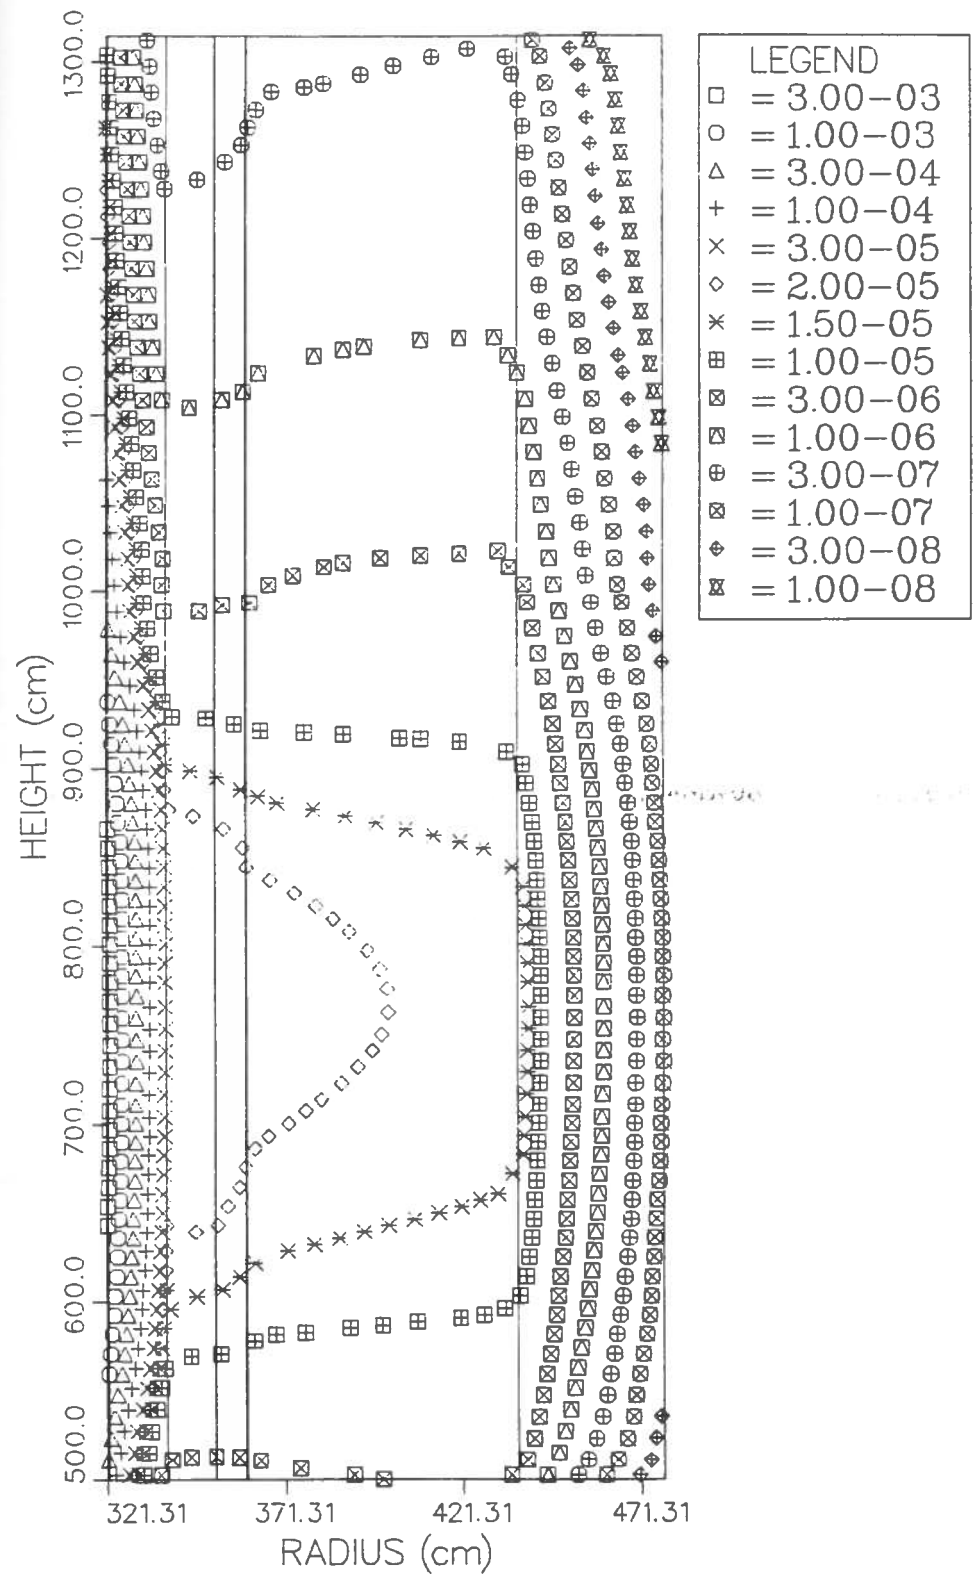 LEGEND
□ = 3.00-03
○ = 1.00-03
△ = 3.00-04
+ = 1.00-04
× = 3.00-05
◇ = 2.00-05
✳ = 1.50-05
⊞ = 1.00-05
⊠ = 3.00-06
△ = 1.00-06
⊕ = 3.00-07
⊠ = 1.00-07
⌖ = 3.00-08
⧖ = 1.00-08
HEIGHT (cm)
1300.0
1200.0
1100.0
1000.0
900.0
800.0
700.0
600.0
500.0
321.31 371.31 421.31 471.31
RADIUS (cm)